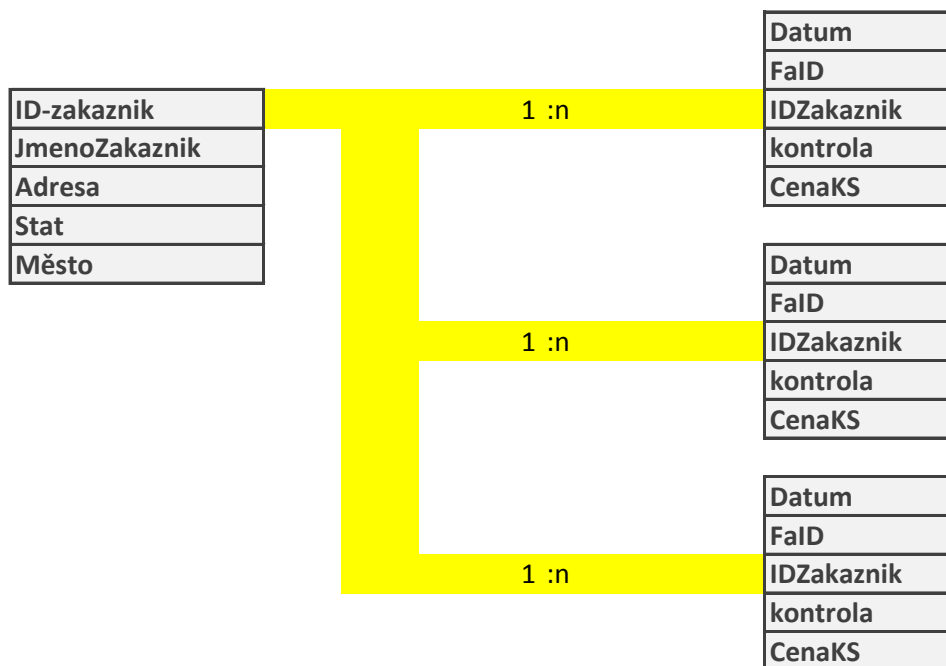 ID-zakaznik
JmenoZakaznik
Adresa
Stat
Město
1 :n
Datum
FaID
IDZakaznik
kontrola
CenaKS
1 :n
Datum
FaID
IDZakaznik
kontrola
CenaKS
1 :n
Datum
FaID
IDZakaznik
kontrola
CenaKS